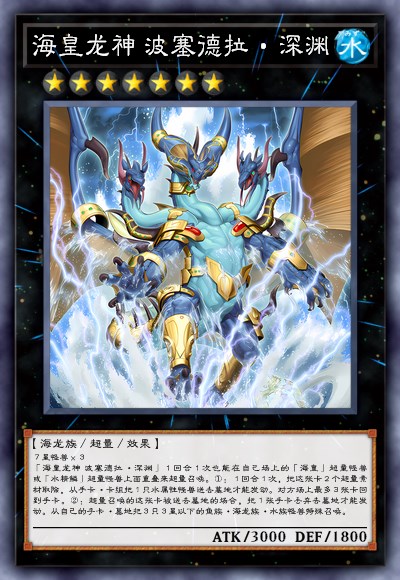 海皇龙神 波塞德拉·深渊
水
【海龙族／超量／效果】
７星怪兽×３
「海皇龙神 波塞德拉·深渊」１回合１次也能在自己场上的「海皇」超量怪兽
或「水精鳞」超量怪兽上面重叠来超量召唤。①：１回合１次，把这张卡２个超量素
材取除，从手卡·卡组把１只水属性怪兽送去墓地才能发动。对方场上最多３张卡回
到手卡。②：超量召唤的这张卡被送去墓地的场合，把１张手卡丢弃去墓地才能发
动。从自己的手卡·墓地把３只３星以下的鱼族·海龙族·水族怪兽特殊召唤。
ATK/3000 DEF/1800